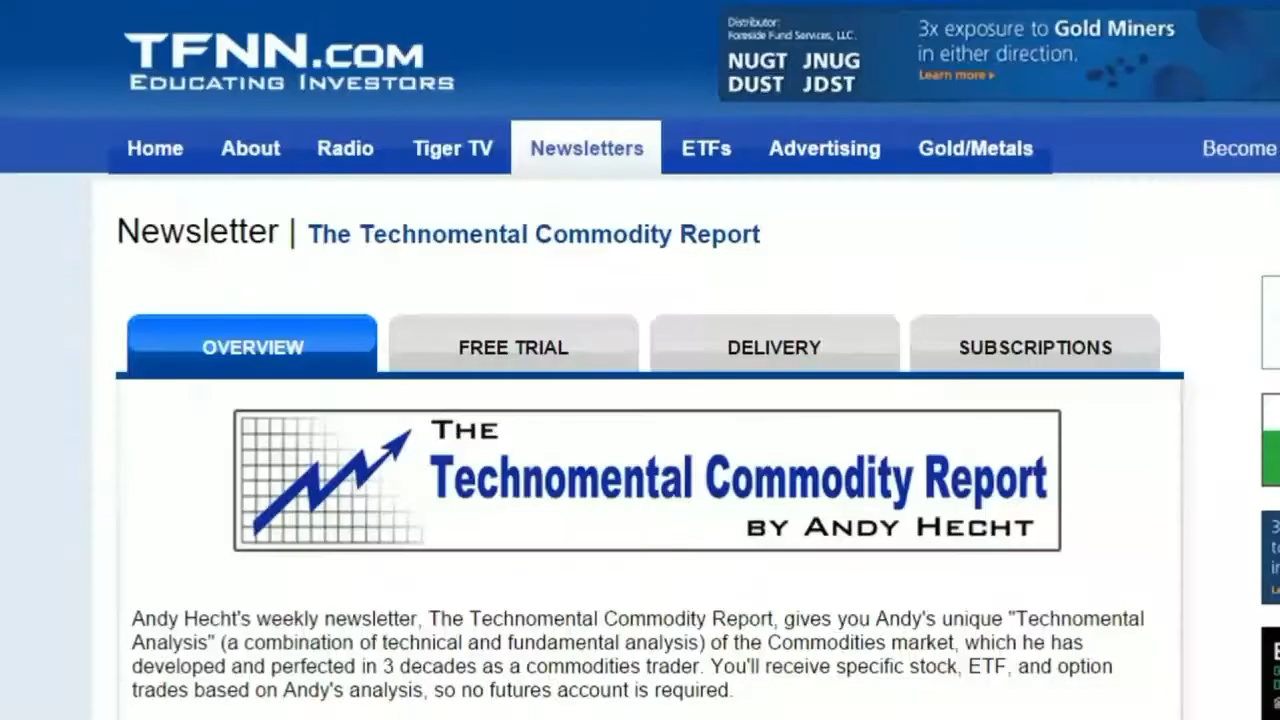 TFNN.COM
EDUCATING INVESTORS
Distributor:
Foreside Fund Services, LLC.
NUGT JNUG
DUST JDST
3x exposure to Gold Miners
in either direction.
Learn more
Home About Radio Tiger TV Newsletters ETFs Advertising Gold/Metals Become
Newsletter | The Technomental Commodity Report
OVERVIEW FREE TRIAL DELIVERY SUBSCRIPTIONS
THE
Technomental Commodity Report
BY ANDY HECHT
Andy Hecht's weekly newsletter, The Technomental Commodity Report, gives you Andy's unique "Technomental
Analysis" (a combination of technical and fundamental analysis) of the Commodities market, which he has
developed and perfected in 3 decades as a commodities trader. You'll receive specific stock, ETF, and option
trades based on Andy's analysis, so no futures account is required.